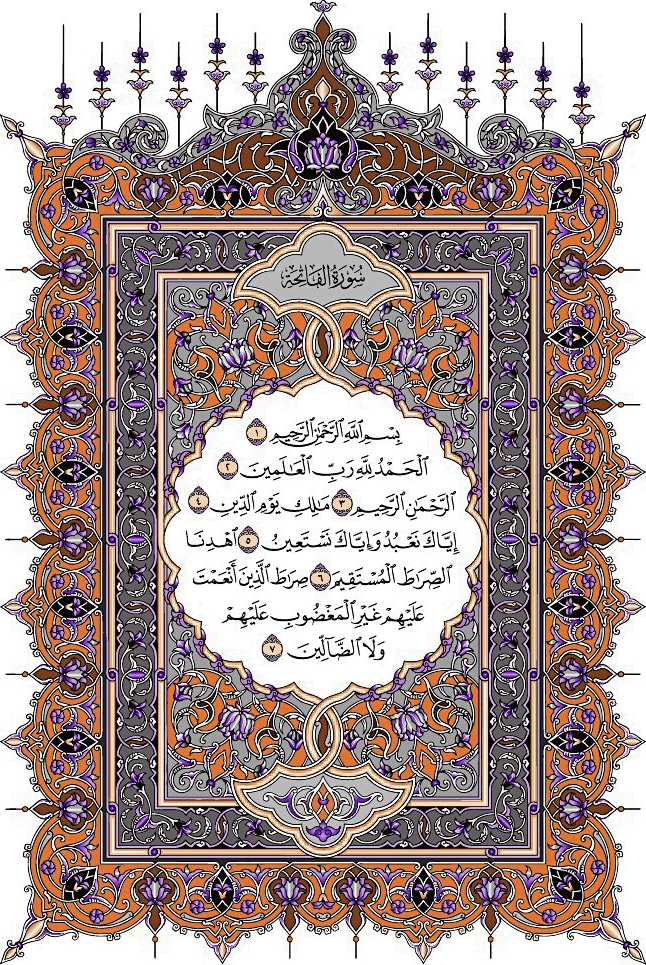 سُورَةُ ٱلْفَاتِحَةِ
بِسْمِ ٱللَّهِ ٱلرَّحْمَٰنِ ٱلرَّحِيمِ ١
ٱلْحَمْدُ لِلَّهِ رَبِّ ٱلْعَٰلَمِينَ ٢
ٱلرَّحْمَٰنِ ٱلرَّحِيمِ ٣ مَٰلِكِ يَوْمِ ٱلدِّينِ ٤
إِيَّاكَ نَعْبُدُ وَإِيَّاكَ نَسْتَعِينُ ٥ ٱهْدِنَا
ٱلصِّرَٰطَ ٱلْمُسْتَقِيمَ ٦ صِرَٰطَ ٱلَّذِينَ أَنْعَمْتَ
عَلَيْهِمْ غَيْرِ ٱلْمَغْضُوبِ عَلَيْهِمْ
وَلَا ٱلضَّآلِّينَ ٧